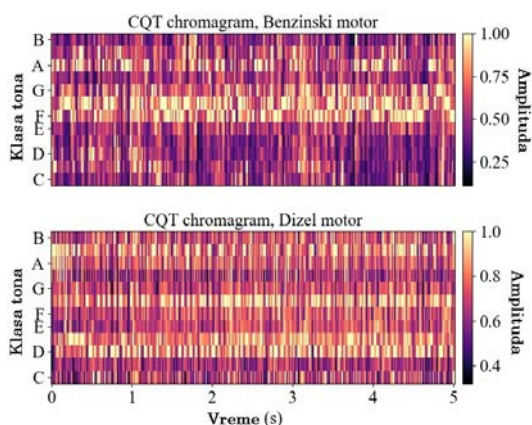 CQT chromagram, Benzinski motor
Klasa tona
B
A
G
F
E
D
C
1.00
0.75
0.50
0.25
Amplituda
CQT chromagram, Dizel motor
Klasa tona
B
A
G
F
E
D
C
0 1 2 3 4 5
Vreme (s)
1.0
0.8
0.6
0.4
Amplituda